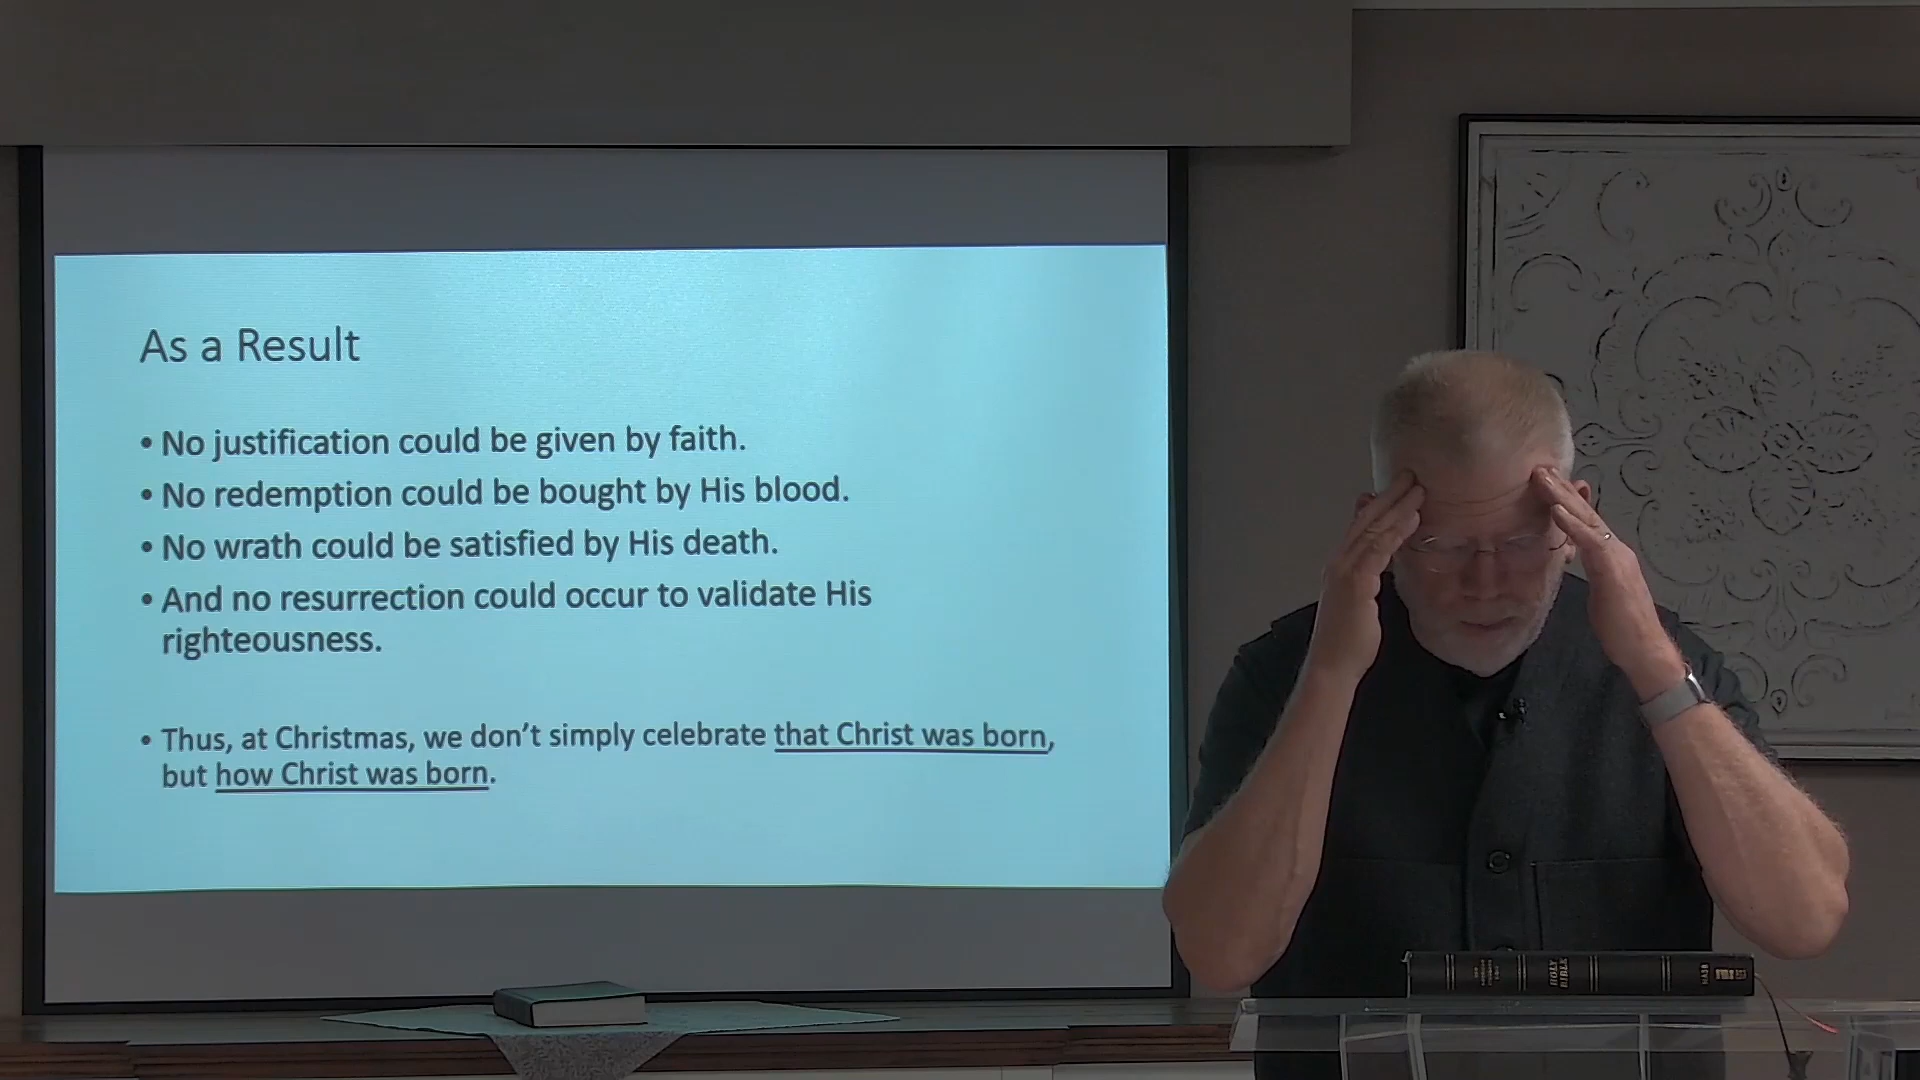 As a Result
• No justification could be given by faith.
• No redemption could be bought by His blood.
• No wrath could be satisfied by His death.
• And no resurrection could occur to validate His
righteousness.
• Thus, at Christmas, we don't simply celebrate that Christ was born,
but how Christ was born.
HOLY
BIBLE
NASB